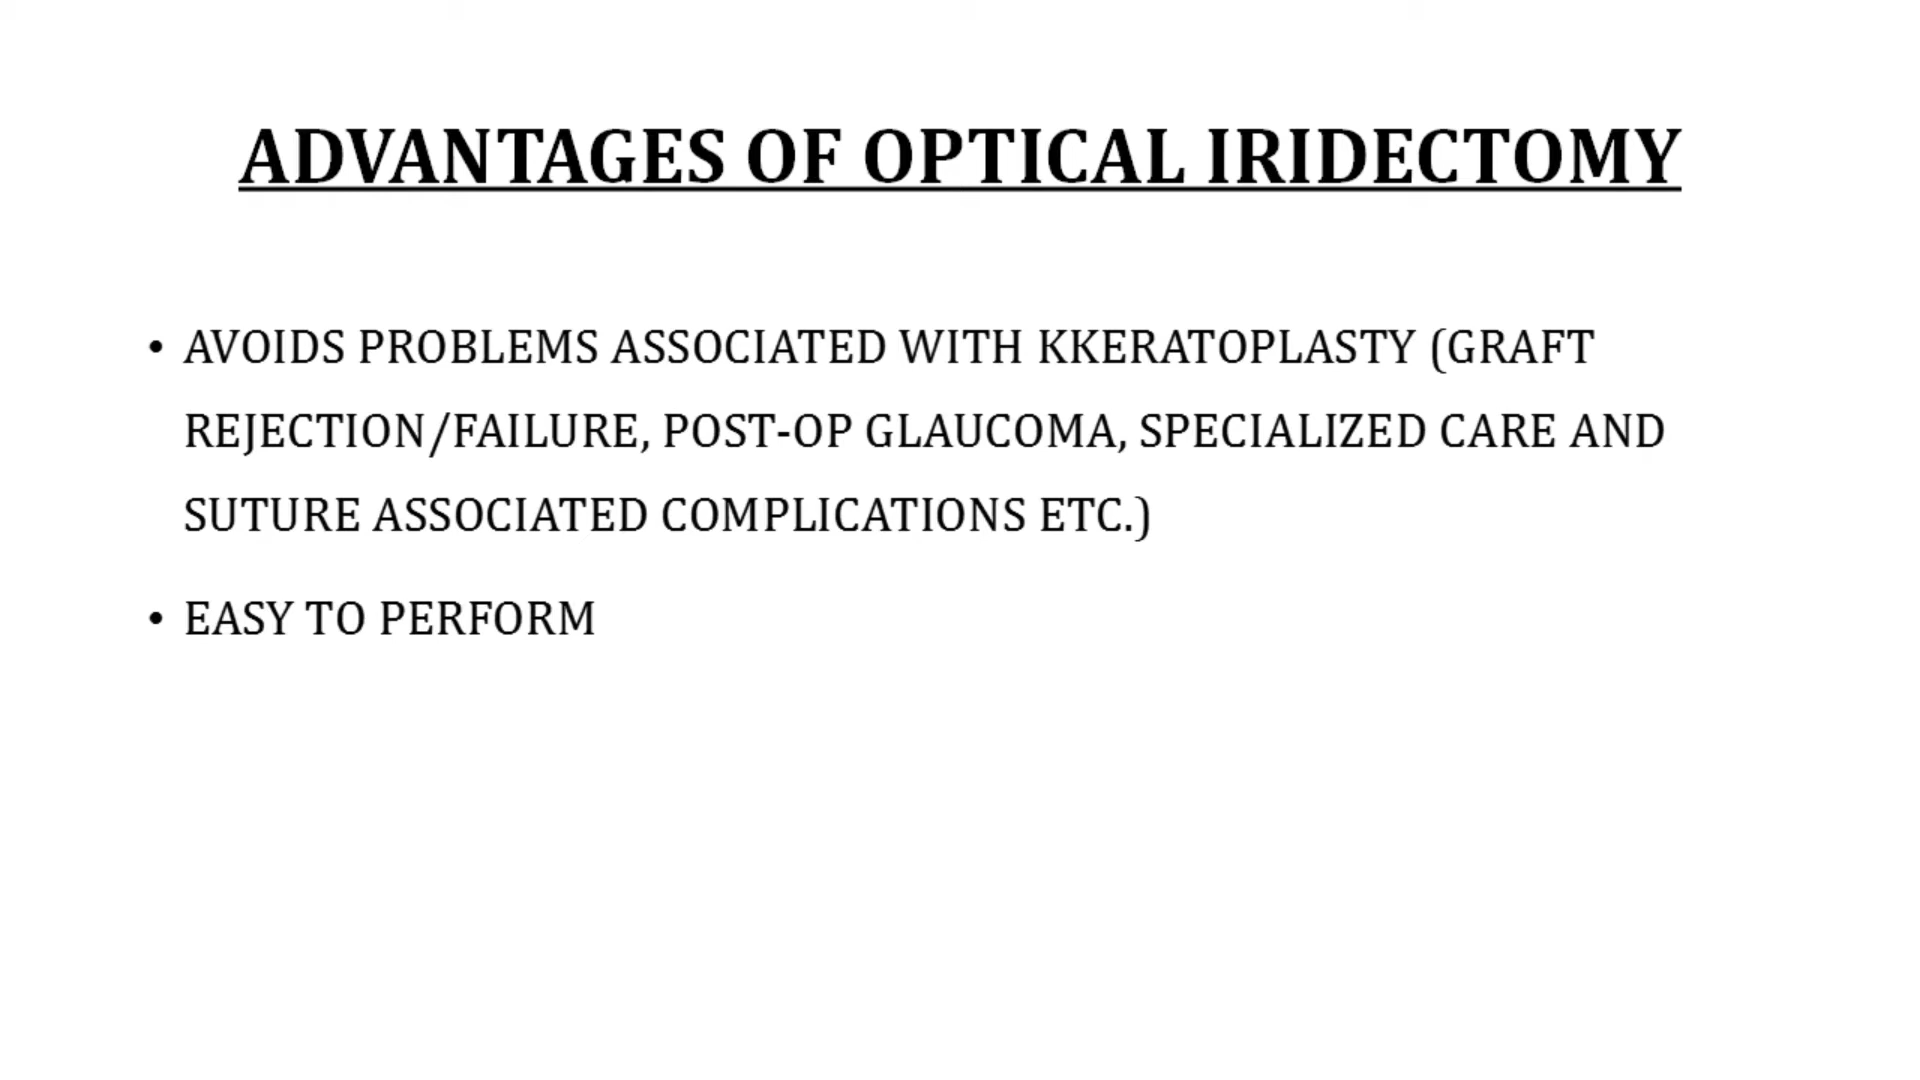 ADVANTAGES OF OPTICAL IRIDECTOMY
• AVOIDS PROBLEMS ASSOCIATED WITH KKERATOPLASTY (GRAFT
REJECTION/FAILURE, POST-OP GLAUCOMA, SPECIALIZED CARE AND
SUTURE ASSOCIATED COMPLICATIONS ETC.)
• EASY TO PERFORM